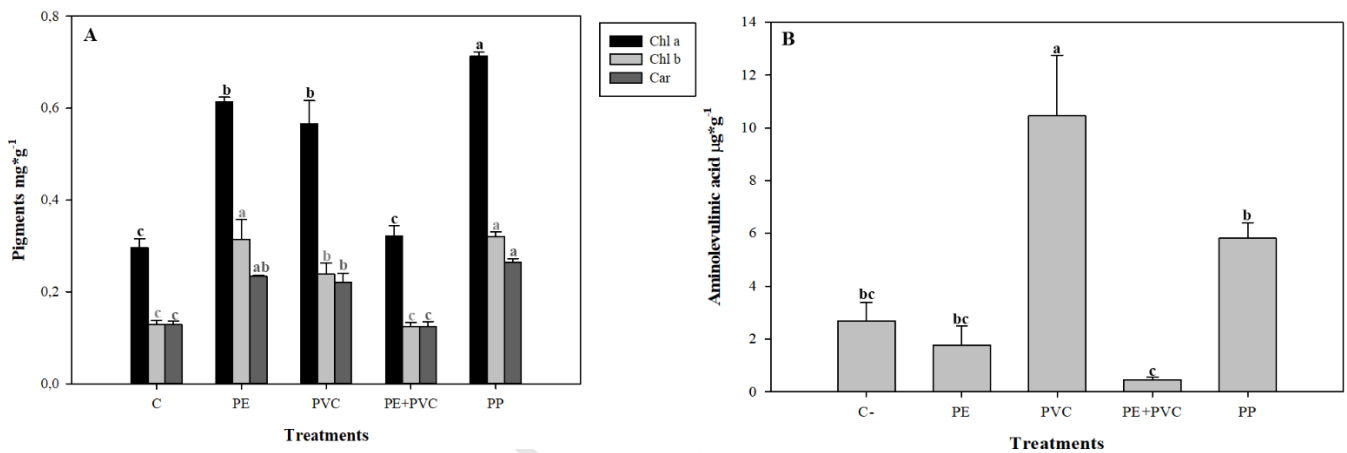 A
Chl a
Chl b
Car
Pigments mg*g-1
0,8
0,6
0,4
0,2
0,0
c
c
c
b
a
ab
b
b
b
c
c
c
a
a
a
C
PE
PVC
PE+PVC
PP
Treatments
B
Aminolevulinic acid µg*g-1
14
12
10
8
6
4
2
0
bc
bc
a
c
b
C-
PE
PVC
PE+PVC
PP
Treatments